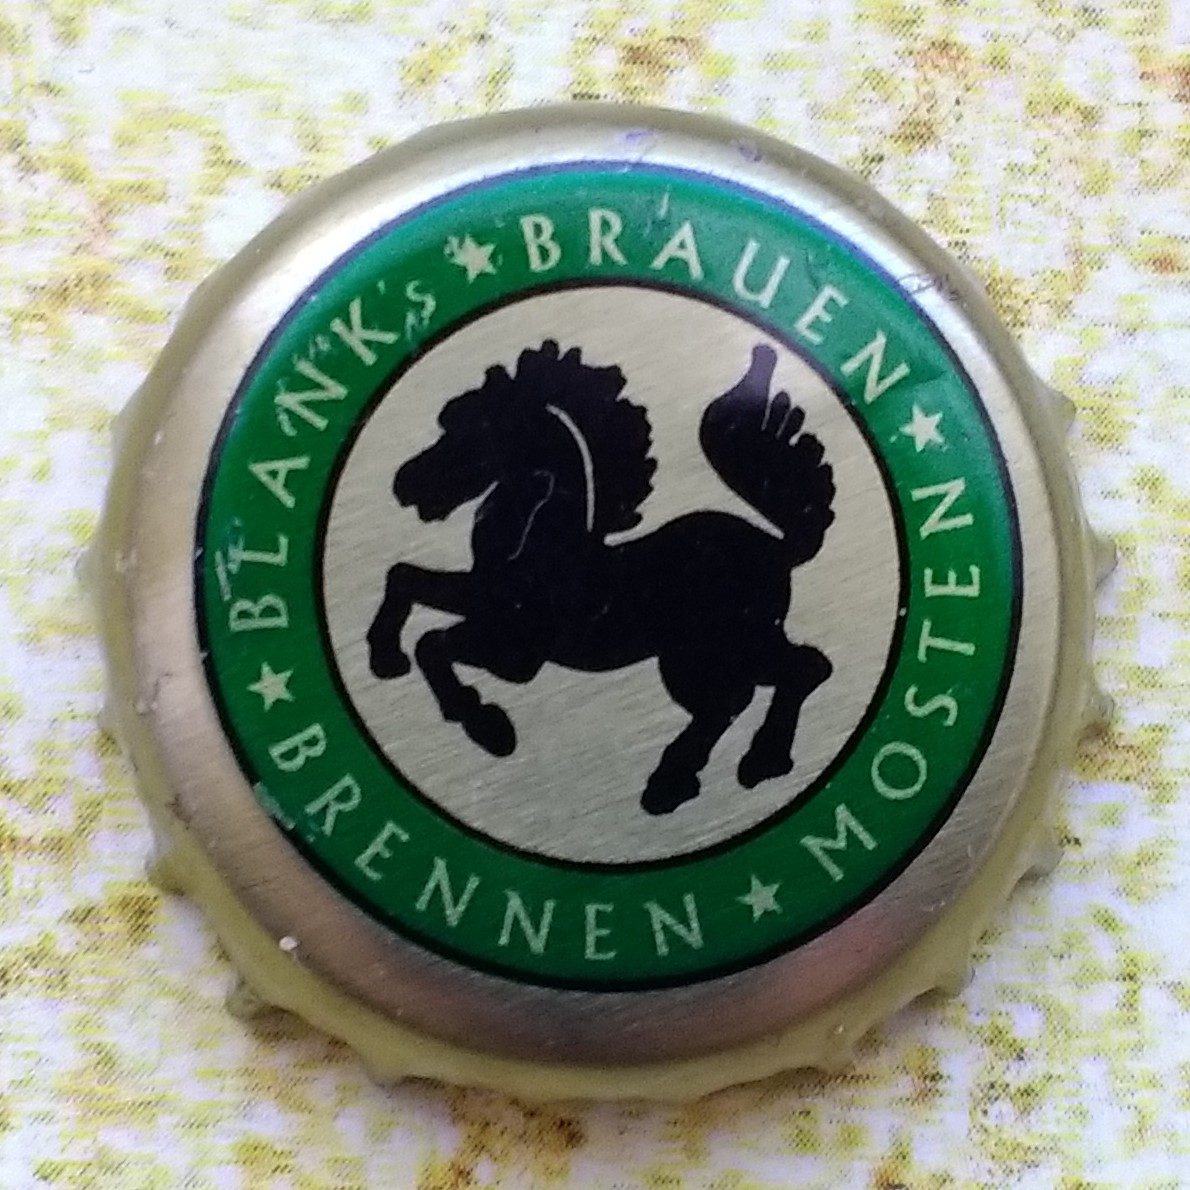 BLANK's ★ BRAUEN ★ MOSTEN ★ BRENNEN ★